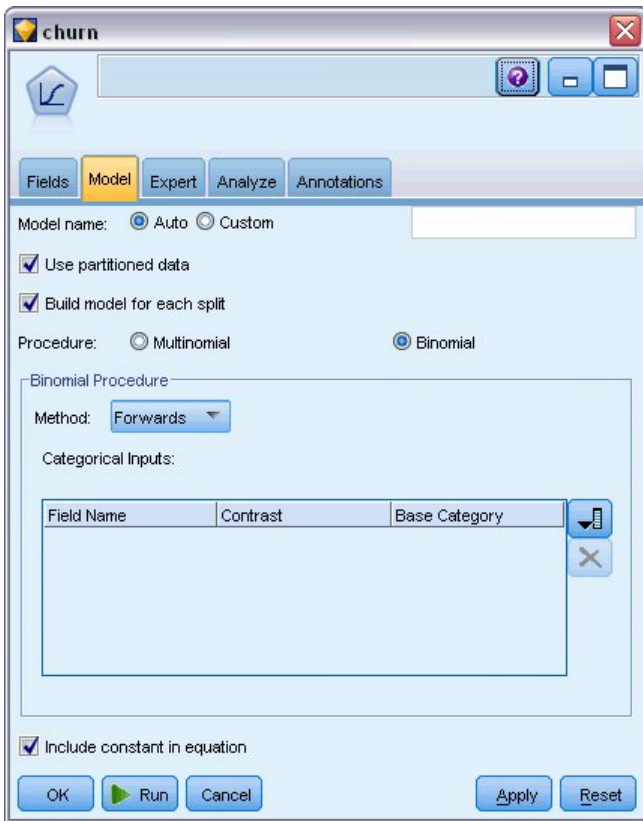 churn
?
Fields Model Expert Analyze Annotations
Model name: Auto Custom
Use partitioned data
Build model for each split
Procedure: Multinomial Binomial
Binomial Procedure
Method: Forwards
Categorical Inputs:
Field Name Contrast Base Category
Include constant in equation
OK Run Cancel Apply Reset